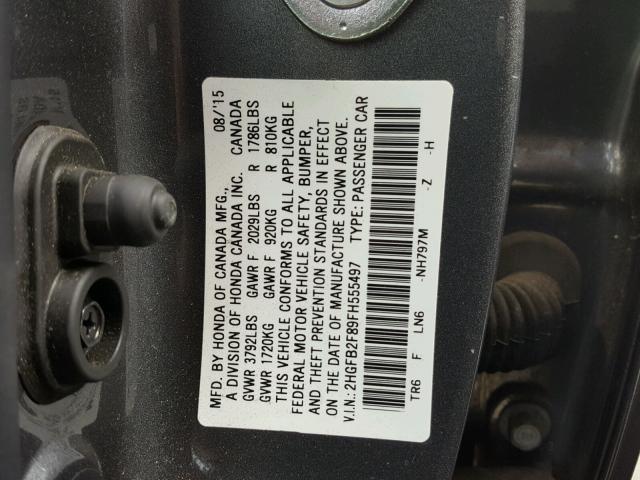 MFD. BY HONDA OF CANADA MFG., 08/'15
A DIVISION OF HONDA CANADA INC. CANADA
GVWR 3792LBS GAWR F 2029LBS R 1786LBS
GVWR 1720KG GAWR F 920KG R 810KG
THIS VEHICLE CONFORMS TO ALL APPLICABLE
FEDERAL MOTOR VEHICLE SAFETY, BUMPER,
AND THEFT PREVENTION STANDARDS IN EFFECT
ON THE DATE OF MANUFACTURE SHOWN ABOVE.
V.I.N.: 2HGFB2F89FH555497 TYPE: PASSENGER CAR
TR6 F LN6 -NH797M -Z -H